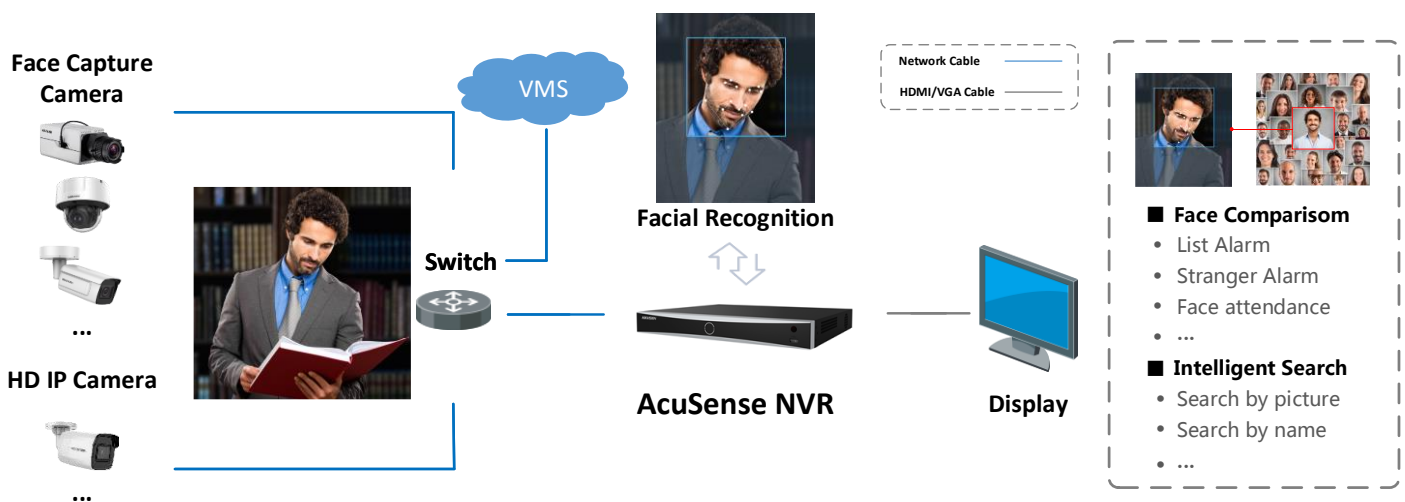 Face Capture
Camera
...
HD IP Camera
...
VMS
Switch
Facial Recognition
AcuSense NVR
Network Cable
HDMI/VGA Cable
Display
■ Face Comparisom
• List Alarm
• Stranger Alarm
• Face attendance
• ...
■ Intelligent Search
• Search by picture
• Search by name
• ...